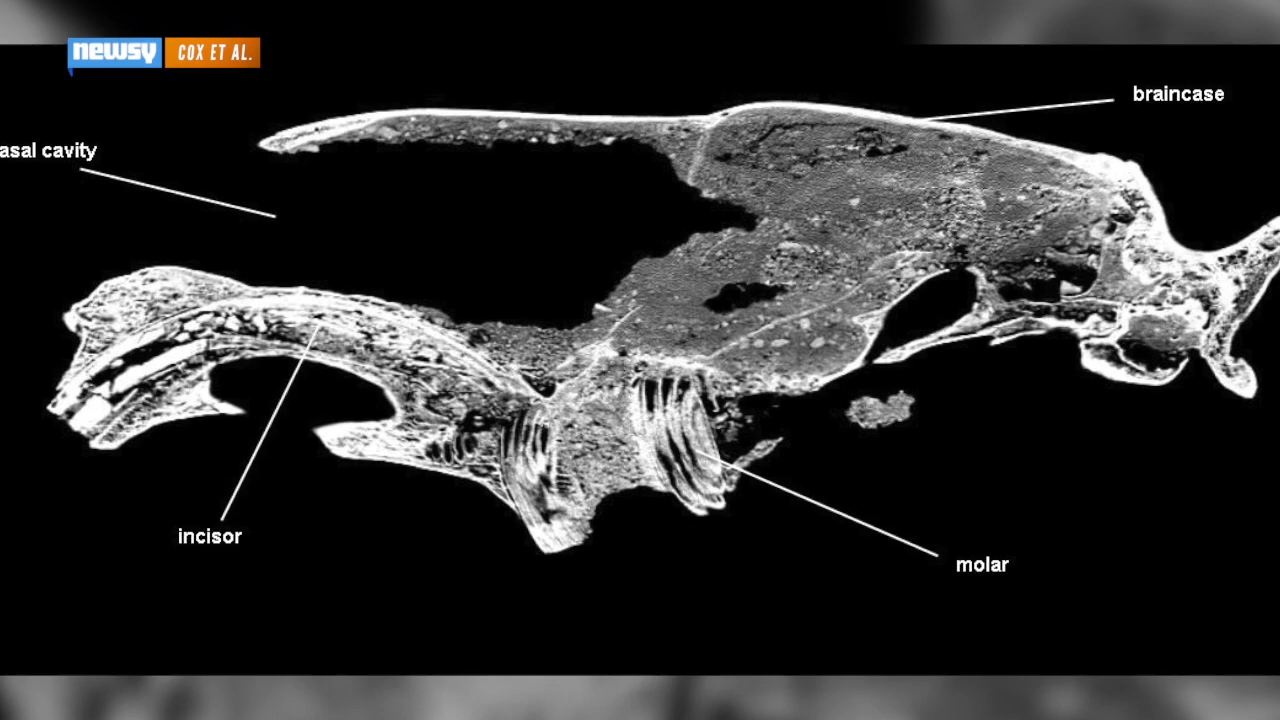 newsy COX ET AL.
braincase
asal cavity
incisor
molar